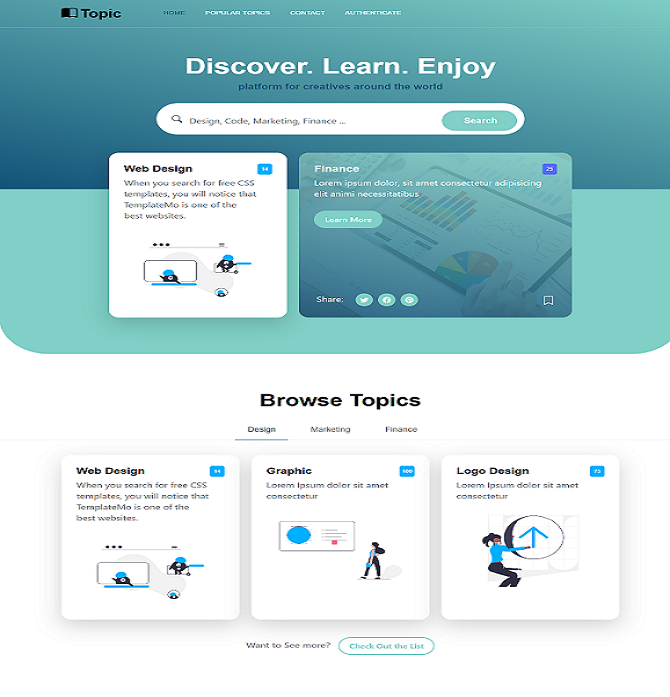 Topic
HOME
POPULAR TOPICS
CONTACT
AUTHENTICATE
Discover. Learn. Enjoy
platform for creatives around the world
Design, Code, Marketing, Finance ...
Search
Web Design
14
When you search for free CSS
templates, you will notice that
TemplateMo is one of the
best websites.
Finance
25
Lorem ipsum dolor, sit amet consectetur adipisicing
elit animi necessitatibus
Learn More
Share:
Browse Topics
Design
Marketing
Finance
Web Design
14
When you search for free CSS
templates, you will notice that
TemplateMo is one of the
best websites.
Graphic
100
Lorem Ipsum dolor sit amet
consectetur
Logo Design
75
Lorem Ipsum dolor sit amet
consectetur
Want to See more?
Check Out the List